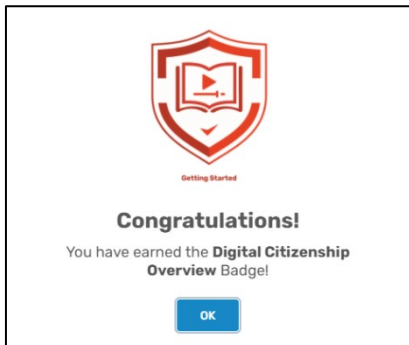 Getting Started
Congratulations!
You have earned the Digital Citizenship
Overview Badge!
OK